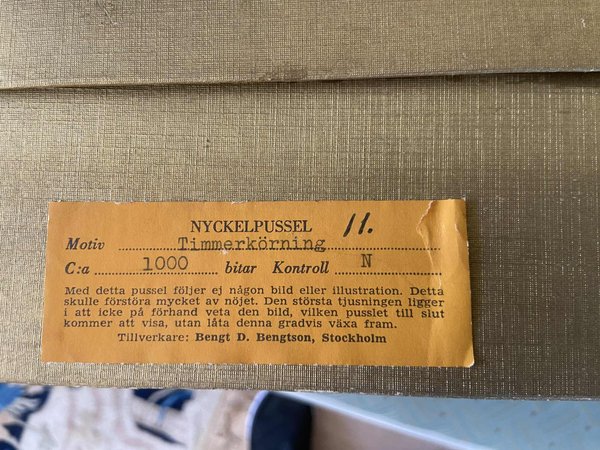 NYCKELPUSSEL 11.
Motiv Timmerkörning
C:a 1000 bitar Kontroll N
Med detta pussel följer ej någon bild eller illustration. Detta
skulle förstöra mycket av nöjet. Den största tjusningen ligger
i att icke på förhand veta den bild, vilken pusslet till slut
kommer att visa, utan låta denna gradvis växa fram.
Tillverkare: Bengt D. Bengtson, Stockholm